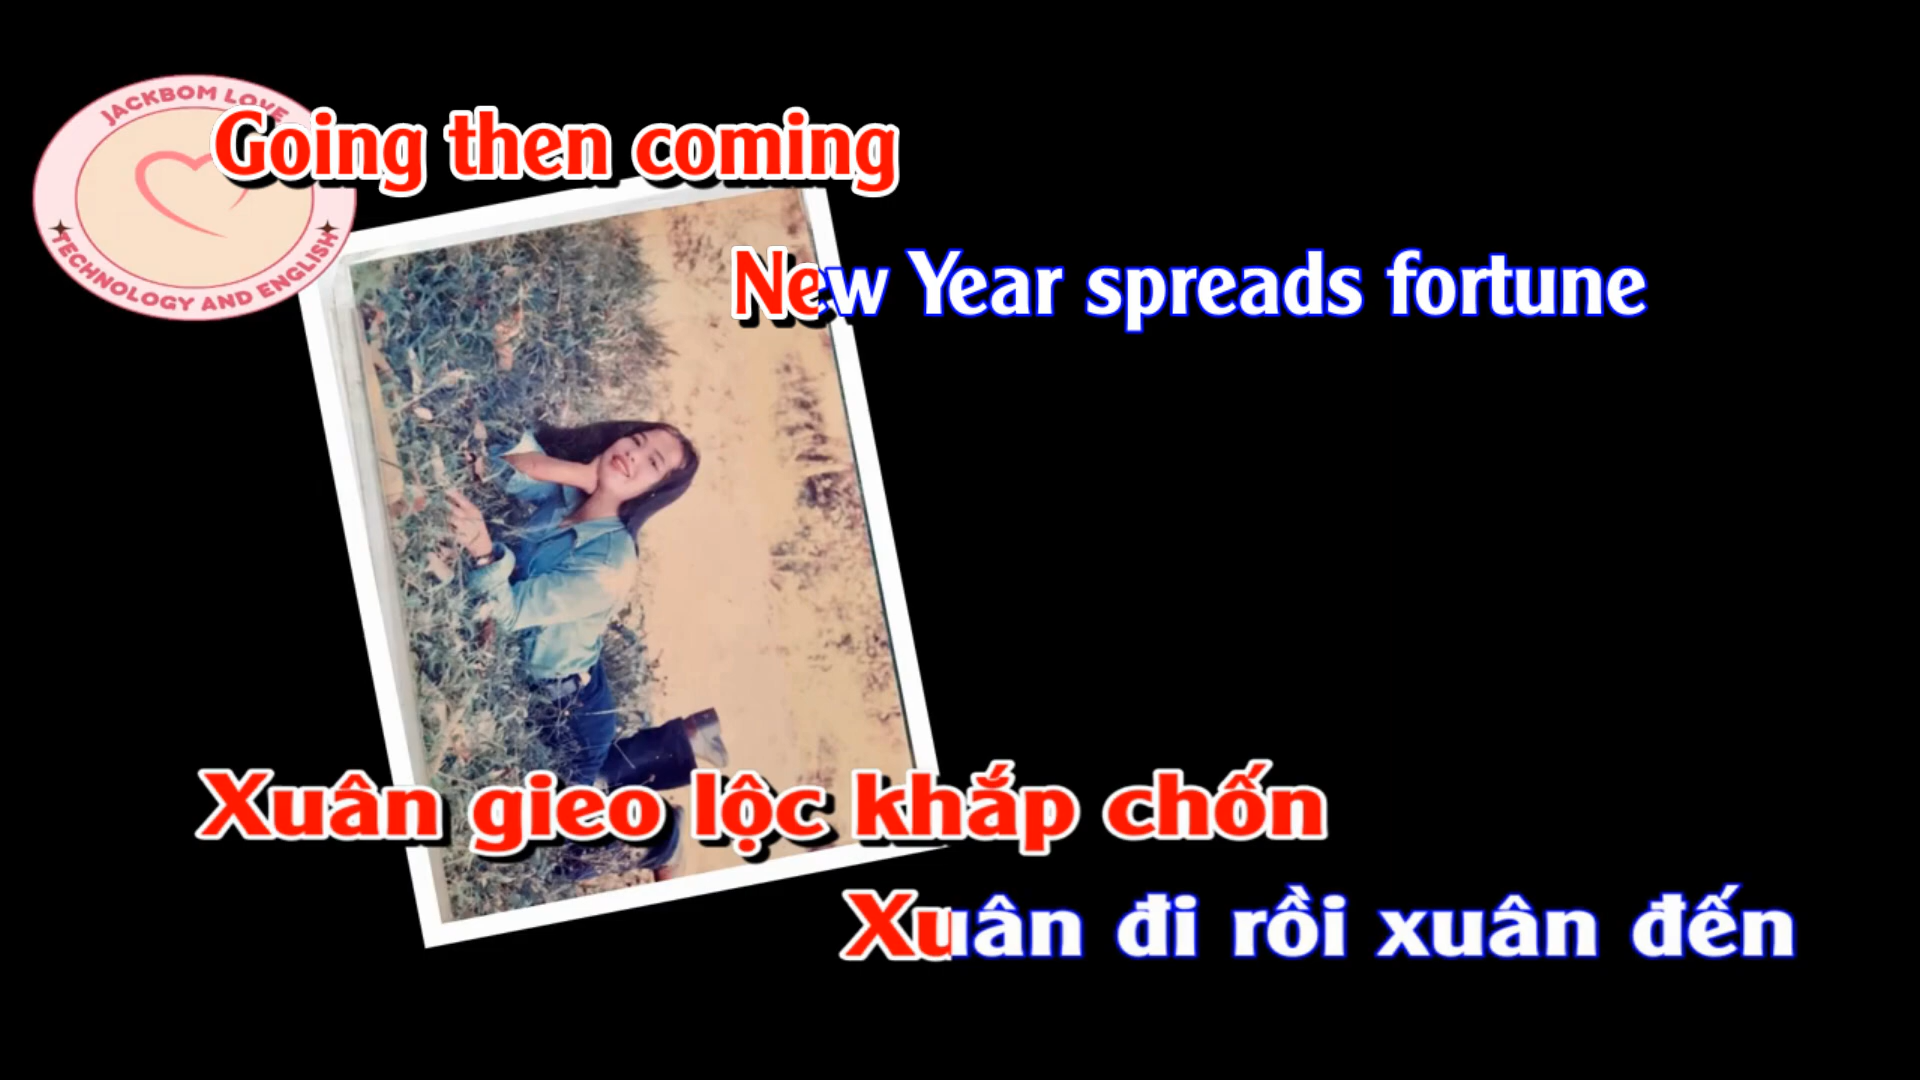 JACKBOM LOVE
TECHNOLOGY AND ENGLISH
Going then coming
New Year spreads fortune
Xuân gieo lộc khắp chốn
Xuân đi rồi xuân đến